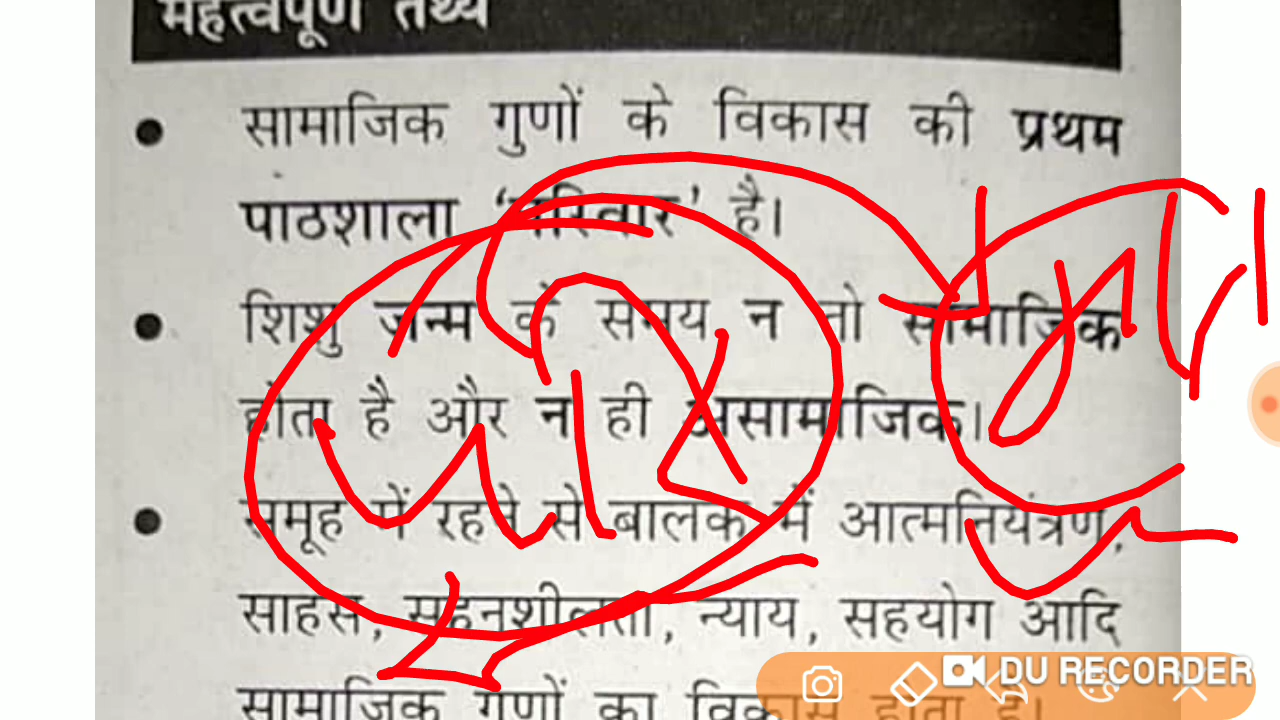 महत्वपूर्ण तथ्य
सामाजिक गुणों के विकास की प्रथम
पाठशाला 'परिवार' है।
शिशु जन्म के समय न तो सामाजिक
होता है और न ही असामाजिक।
समूह में रहने से बालक में आत्मनियंत्रण,
साहस, सहनशीलता, न्याय, सहयोग आदि
सामाजिक गुणों का विकास होता है।
DU RECORDER